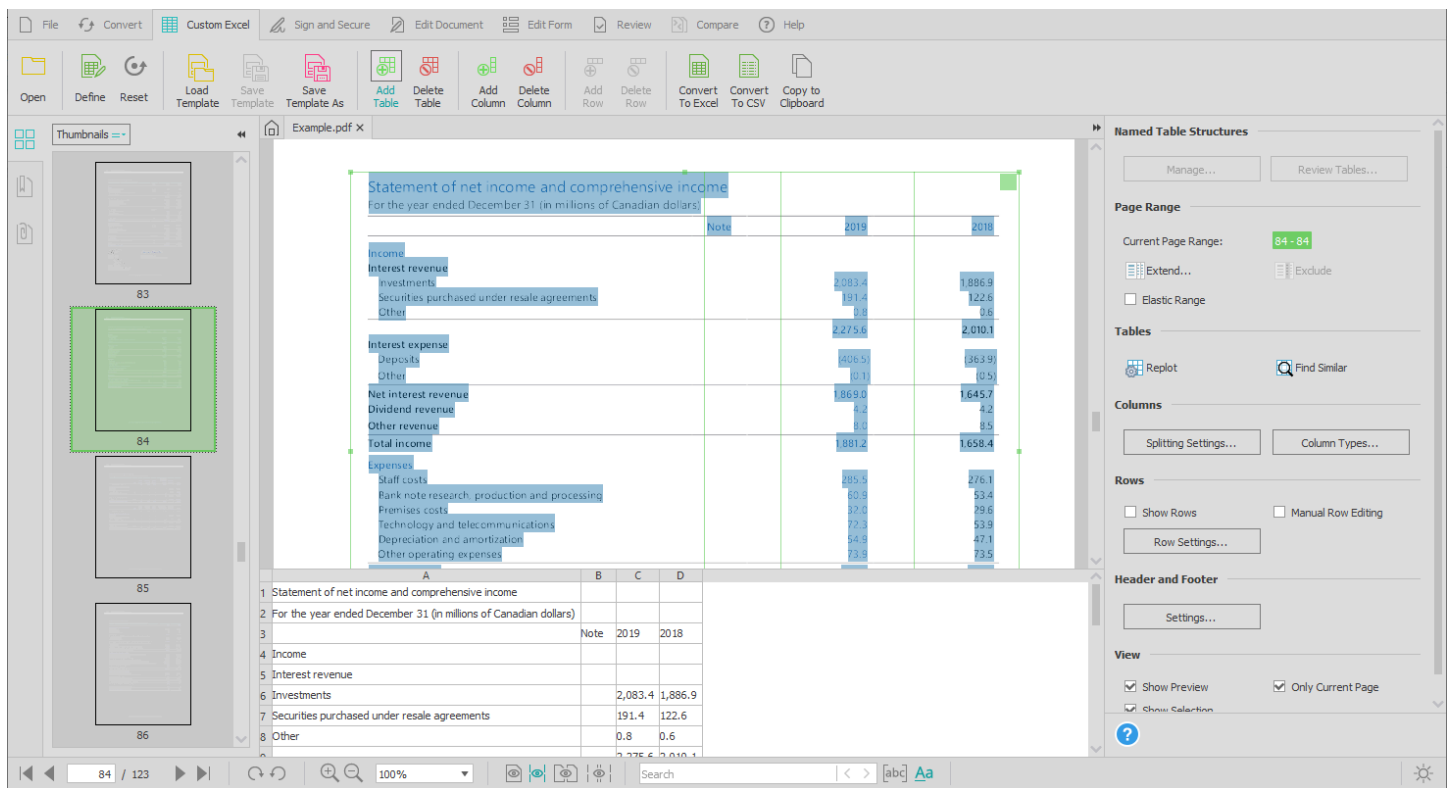 File Convert Custom Excel Sign and Secure Edit Document Edit Form Review Compare Help
Open Define Reset Load Template Save Template Save Template As Add Table Delete Table Add Column Delete Column Add Row Delete Row Convert To Excel Convert To CSV Copy to Clipboard
Thumbnails
83
84
85
86
Example.pdf
Statement of net income and comprehensive income
For the year ended December 31 (in millions of Canadian dollars)
Note 2019 2018
Income
Interest revenue
Investments 2,083.4 1,886.9
Securities purchased under resale agreements 191.4 122.6
Other 0.8 0.6
2,275.6 2,010.1
Interest expense
Deposits (406.5) (363.9)
Other (0.1) (0.5)
Net interest revenue 1,869.0 1,645.7
Dividend revenue 4.2 4.2
Other revenue 8.0 8.5
Total income 1,881.2 1,658.4
Expenses
Staff costs 285.5 276.1
Bank note research, production and processing 60.9 53.4
Premises costs 32.0 29.6
Technology and telecommunications 72.3 53.9
Depreciation and amortization 54.9 47.1
Other operating expenses 73.9 73.5
A B C D
1 Statement of net income and comprehensive income
2 For the year ended December 31 (in millions of Canadian dollars)
3 Note 2019 2018
4 Income
5 Interest revenue
6 Investments 2,083.4 1,886.9
7 Securities purchased under resale agreements 191.4 122.6
8 Other 0.8 0.6
2,275.6 2,010.1
Named Table Structures
Manage... Review Tables...
Page Range
Current Page Range: 84 - 84
Extend... Exclude
Elastic Range
Tables
Replot Find Similar
Columns
Splitting Settings... Column Types...
Rows
Show Rows Manual Row Editing
Row Settings...
Header and Footer
Settings...
View
Show Preview Only Current Page
Show Selection
?
84 / 123 100% Search [abc] Aa